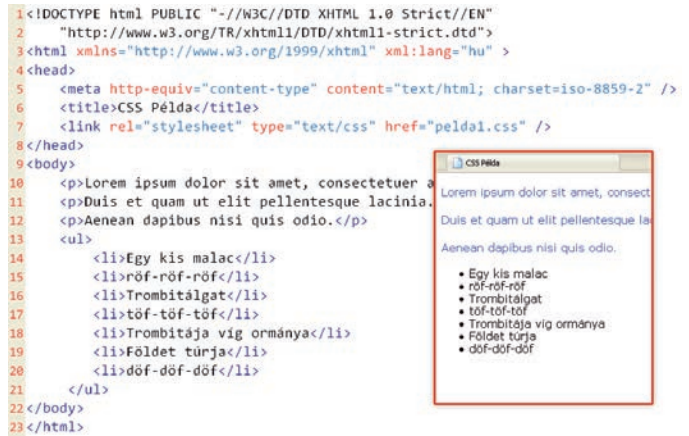 1 <!DOCTYPE html PUBLIC "-//W3C//DTD XHTML 1.0 Strict//EN"
2 "http://www.w3.org/TR/xhtml1/DTD/xhtml1-strict.dtd">
3 <html xmlns="http://www.w3.org/1999/xhtml" xml:lang="hu" >
4 <head>
5 <meta http-equiv="content-type" content="text/html; charset=iso-8859-2" />
6 <title>CSS Példa</title>
7 <link rel="stylesheet" type="text/css" href="pelda1.css" />
8 </head>
9 <body>
10 <p>Lorem ipsum dolor sit amet, consectetuer a
11 <p>Duis et quam ut elit pellentesque lacinia.
12 <p>Aenean dapibus nisi quis odio.</p>
13 <ul>
14 <li>Egy kis malac</li>
15 <li>röf-röf-röf</li>
16 <li>Trombitálgat</li>
17 <li>töf-töf-töf</li>
18 <li>Trombitája víg ormánya</li>
19 <li>Földet túrja</li>
20 <li>döf-döf-döf</li>
21 </ul>
22 </body>
23 </html>
CSS Példa
Lorem ipsum dolor sit amet, consect
Duis et quam ut elit pellentesque la
Aenean dapibus nisi quis odio.
• Egy kis malac
• röf-röf-röf
• Trombitálgat
• töf-töf-töf
• Trombitája víg ormánya
• Földet túrja
• döf-döf-döf